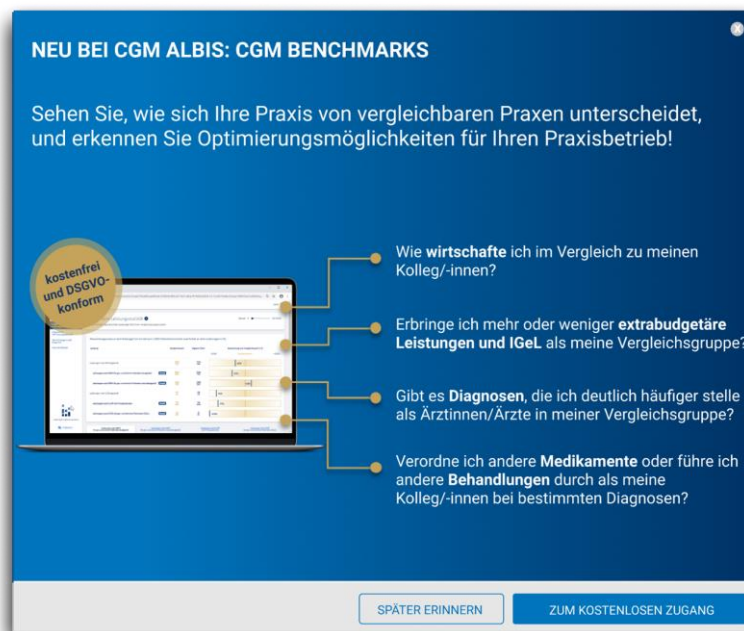 NEU BEI CGM ALBIS: CGM BENCHMARKS
Sehen Sie, wie sich Ihre Praxis von vergleichbaren Praxen unterscheidet,
und erkennen Sie Optimierungsmöglichkeiten für Ihren Praxisbetrieb!
kostenfrei
und DSGVO-
konform
Wie wirtschafte ich im Vergleich zu meinen
Kolleg/-innen?
Erbringe ich mehr oder weniger extrabudgetäre
Leistungen und IGeL als meine Vergleichsgruppe?
Gibt es Diagnosen, die ich deutlich häufiger stelle
als Ärztinnen/Ärzte in meiner Vergleichsgruppe?
Verordne ich andere Medikamente oder führe ich
andere Behandlungen durch als meine
Kolleg/-innen bei bestimmten Diagnosen?
SPÄTER ERINNERN
ZUM KOSTENLOSEN ZUGANG